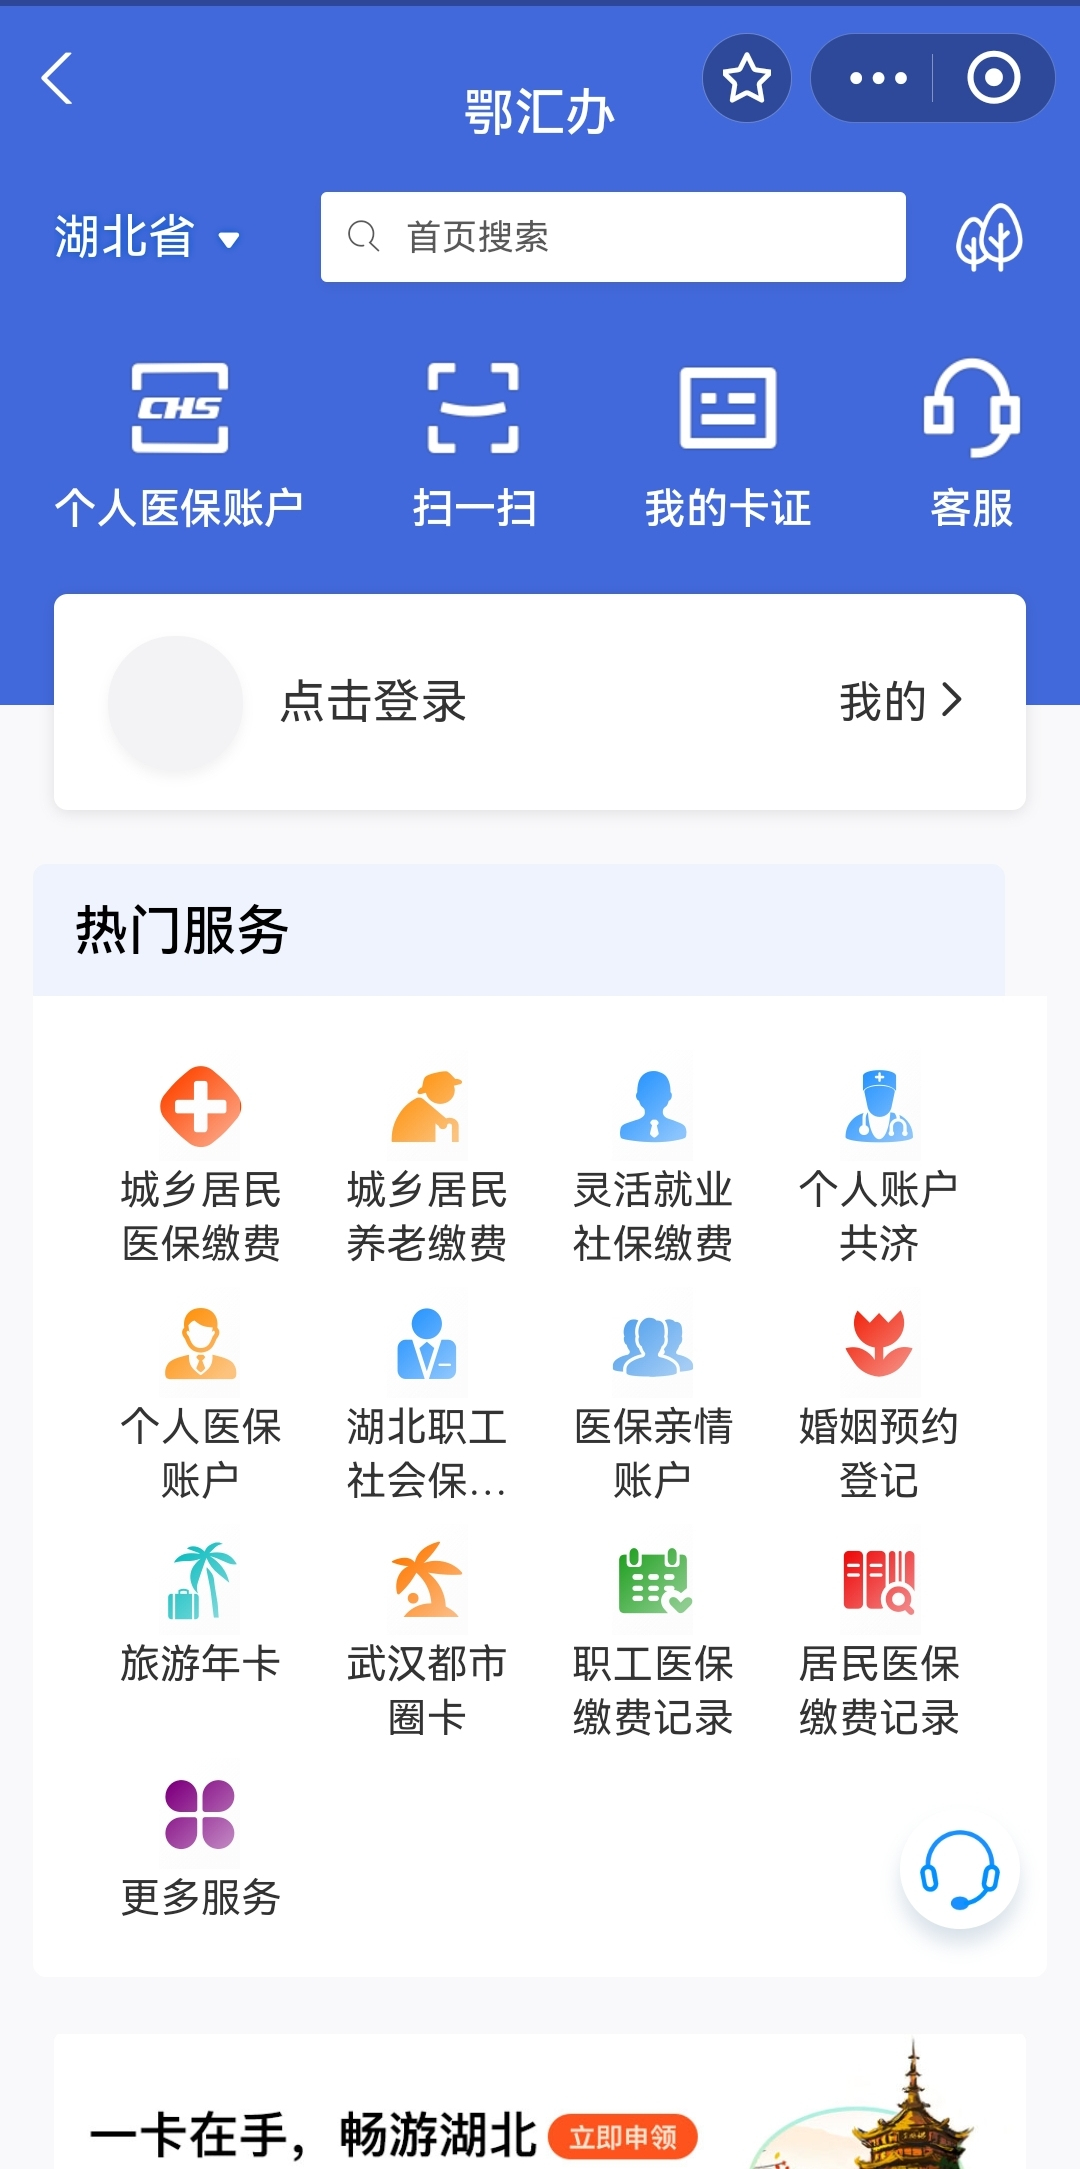 鄂汇办
湖北省
首页搜索
CHS
个人医保账户
扫一扫
我的卡证
客服
点击登录
我的
热门服务
城乡居民
医保缴费
城乡居民
养老缴费
灵活就业
社保缴费
个人账户
共济
个人医保
账户
湖北职工
社会保...
医保亲情
账户
婚姻预约
登记
旅游年卡
武汉都市
圈卡
职工医保
缴费记录
居民医保
缴费记录
更多服务
一卡在手，畅游湖北
立即申领